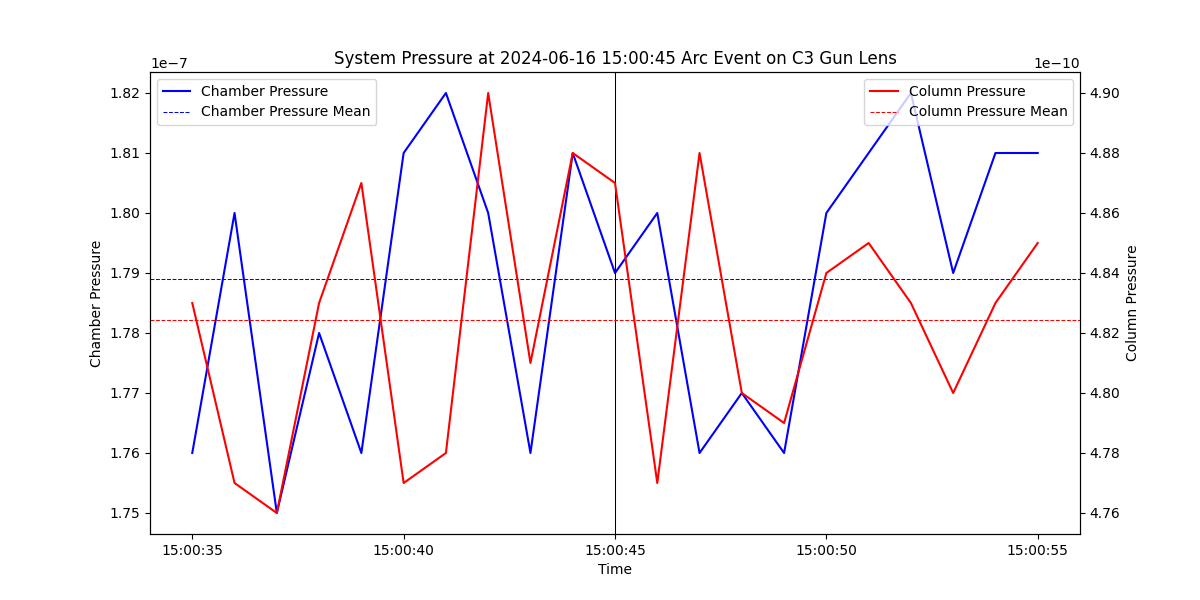 System Pressure at 2024-06-16 15:00:45 Arc Event on C3 Gun Lens
1e−7
1e−10
Chamber Pressure
Chamber Pressure Mean
Column Pressure
Column Pressure Mean
1.82
1.81
1.80
1.79
1.78
1.77
1.76
1.75
Chamber Pressure
4.90
4.88
4.86
4.84
4.82
4.80
4.78
4.76
Column Pressure
15:00:35 15:00:40 15:00:45 15:00:50 15:00:55
Time